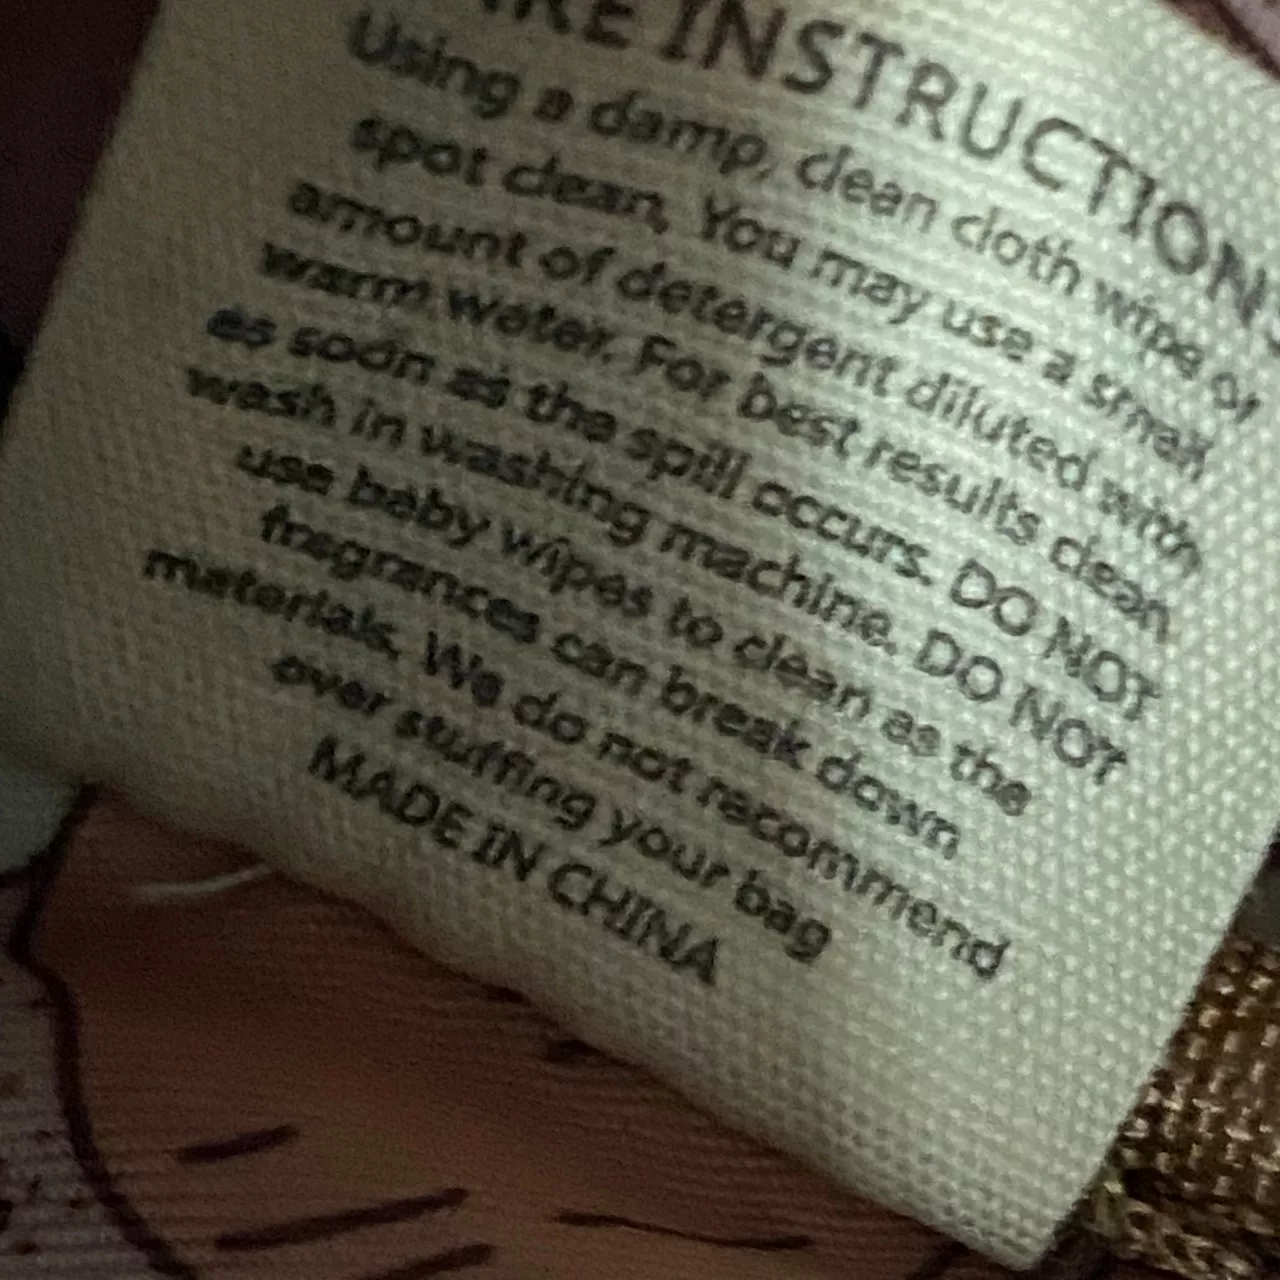 ARE INSTRUCTIONS
Using a damp, clean cloth wipe or
spot clean, You may use a small
amount of detergent diluted with
warm water. For best results clean
as soon as the spill occurs. DO NOT
wash in washing machine. DO NOT
use baby wipes to clean as the
fragrances can break down
materials. We do not recommend
over stuffing your bag
MADE IN CHINA